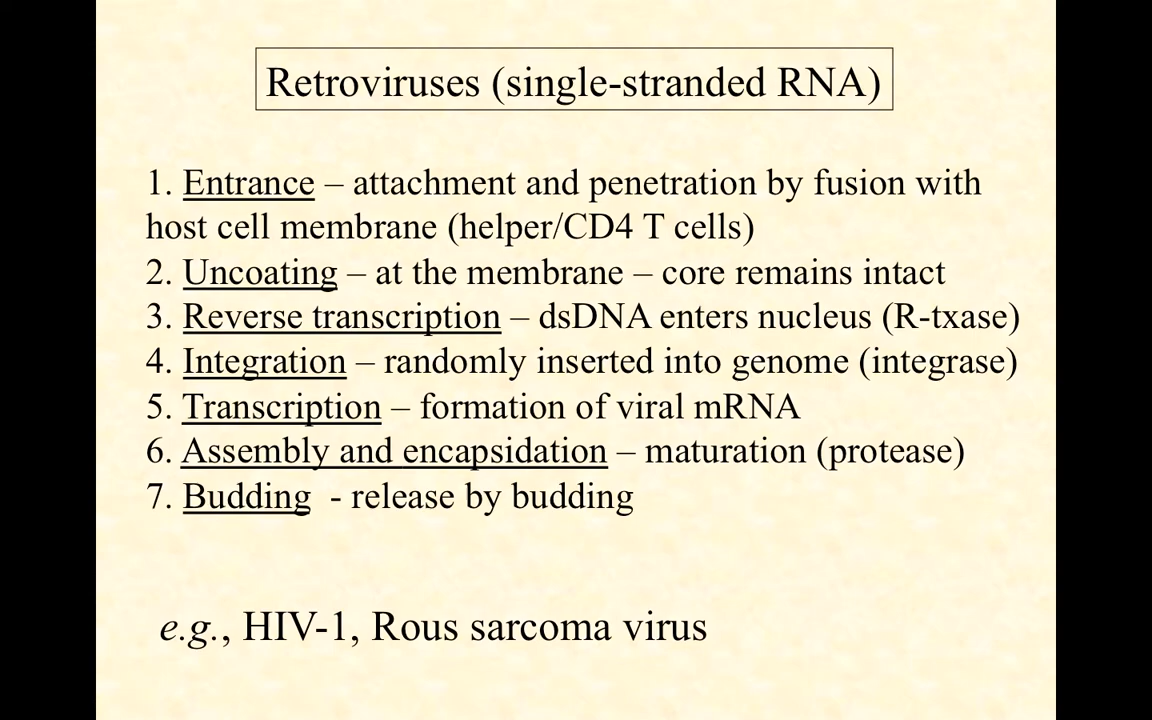 Retroviruses (single-stranded RNA)
1. Entrance – attachment and penetration by fusion with
host cell membrane (helper/CD4 T cells)
2. Uncoating – at the membrane – core remains intact
3. Reverse transcription – dsDNA enters nucleus (R-txase)
4. Integration – randomly inserted into genome (integrase)
5. Transcription – formation of viral mRNA
6. Assembly and encapsidation – maturation (protease)
7. Budding  - release by budding
e.g., HIV-1, Rous sarcoma virus